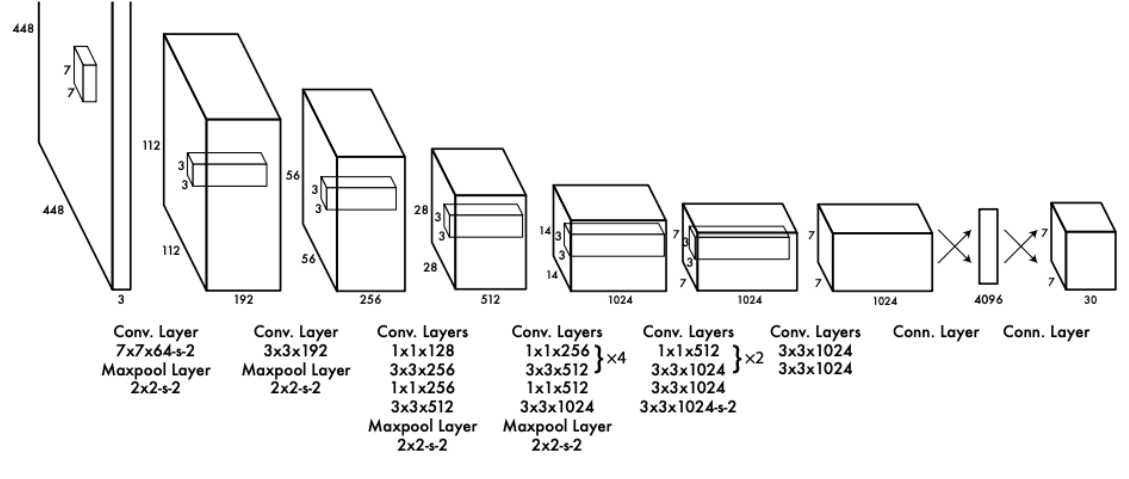 448
7
7
448
3
112
3
3
112
192
56
3
3
56
256
28
3
3
28
512
14
3
3
14
1024
7
3
3
7
1024
7
7
1024
4096
7
7
30
Conv. Layer
7x7x64-s-2
Maxpool Layer
2x2-s-2
Conv. Layer
3x3x192
Maxpool Layer
2x2-s-2
Conv. Layers
1x1x128
3x3x256
1x1x256
3x3x512
Maxpool Layer
2x2-s-2
Conv. Layers
1x1x256
3x3x512
}×4
1x1x512
3x3x1024
Maxpool Layer
2x2-s-2
Conv. Layers
1x1x512
3x3x1024
}×2
3x3x1024
3x3x1024-s-2
Conv. Layers
3x3x1024
3x3x1024
Conn. Layer
Conn. Layer